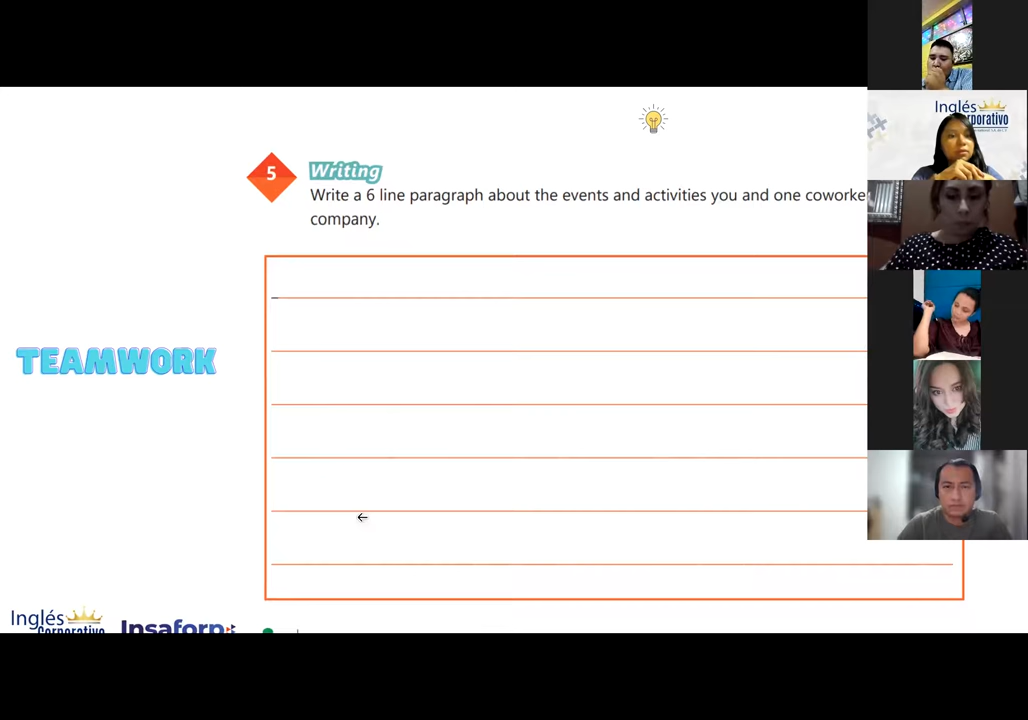 Inglés
Corporativo
5
Writing
Write a 6 line paragraph about the events and activities you and one coworke
company.
TEAMWORK
Inglés
Corporativo
Insaforp